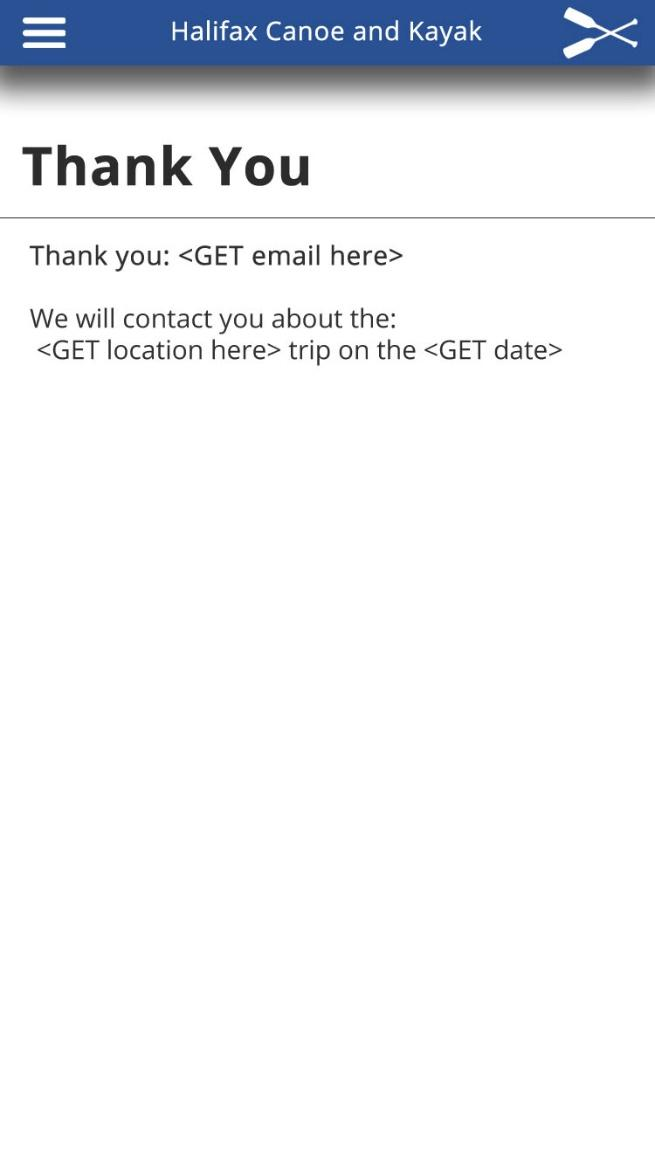 Halifax Canoe and Kayak
Thank You
Thank you: <GET email here>
We will contact you about the:
<GET location here> trip on the <GET date>